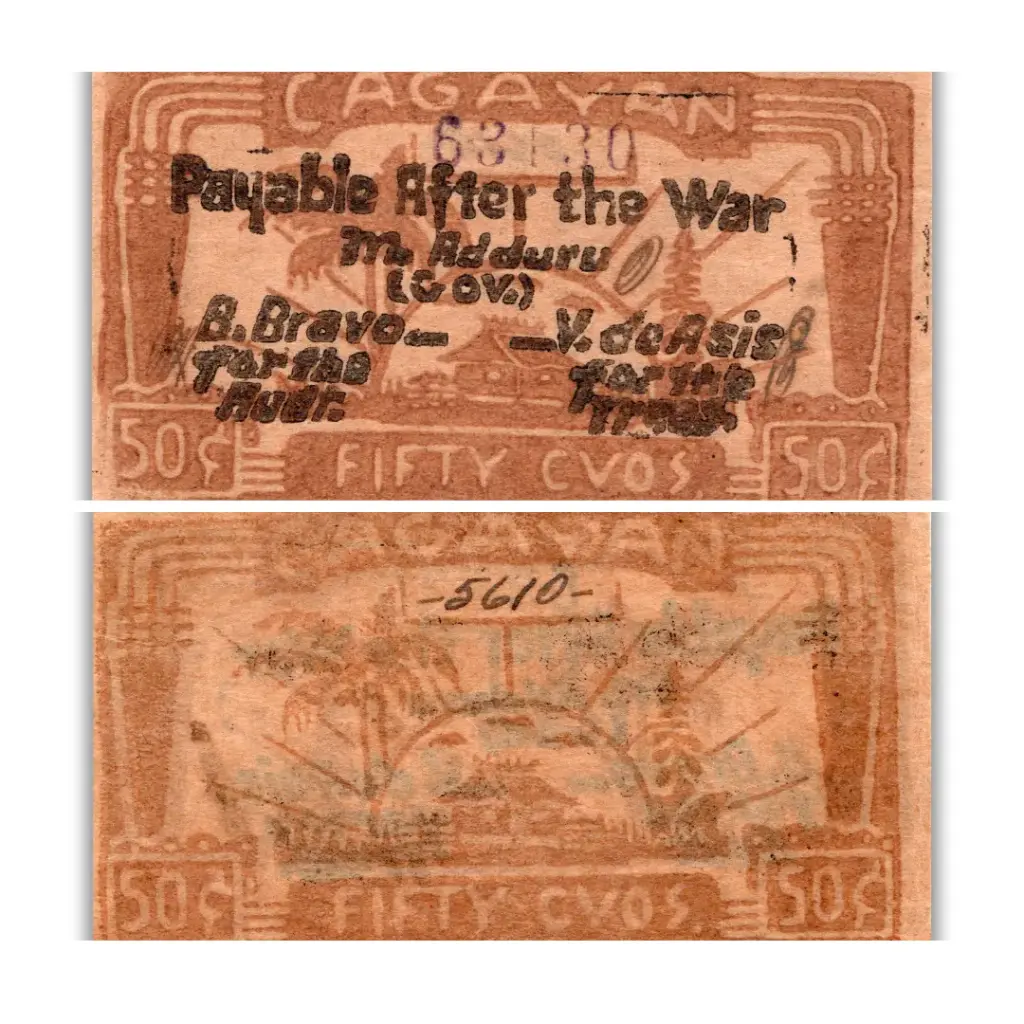 CAGAYAN
63130
Payable After the War
M. Adduru
(Gov.)
B. Bravo— —V. de Asis
for the for the
Audr. Treas.
50¢ FIFTY CVOS. 50¢
CAGAYAN
-5610-
50¢ FIFTY CVOS. 50¢